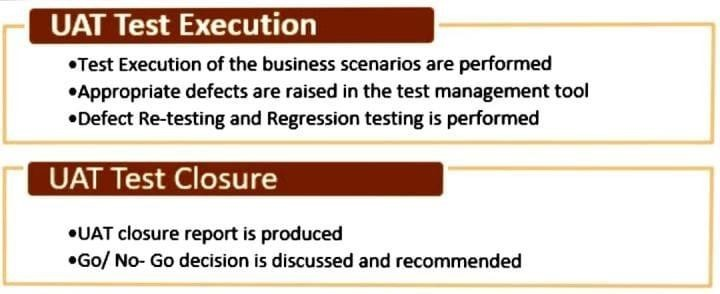 UAT Test Execution
•Test Execution of the business scenarios are performed
•Appropriate defects are raised in the test management tool
•Defect Re-testing and Regression testing is performed
UAT Test Closure
•UAT closure report is produced
•Go/ No- Go decision is discussed and recommended